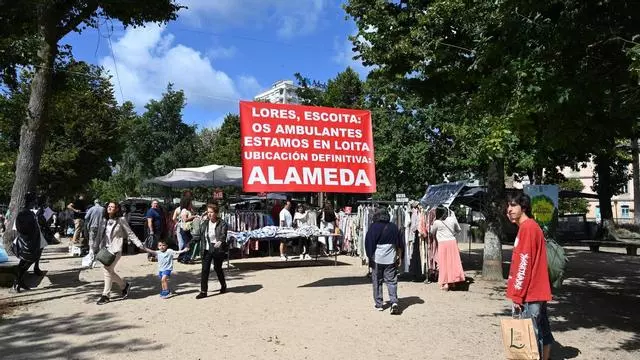 LORES, ESCOITA:
OS AMBULANTES
ESTAMOS EN LOITA
UBICACIÓN DEFINITIVA:
ALAMEDA